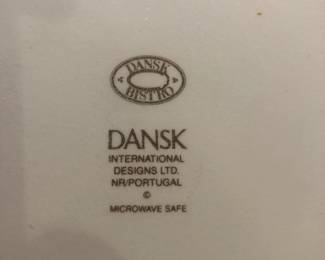 DANSK
BISTRO
DANSK
INTERNATIONAL
DESIGNS LTD.
NR/PORTUGAL
©
MICROWAVE SAFE